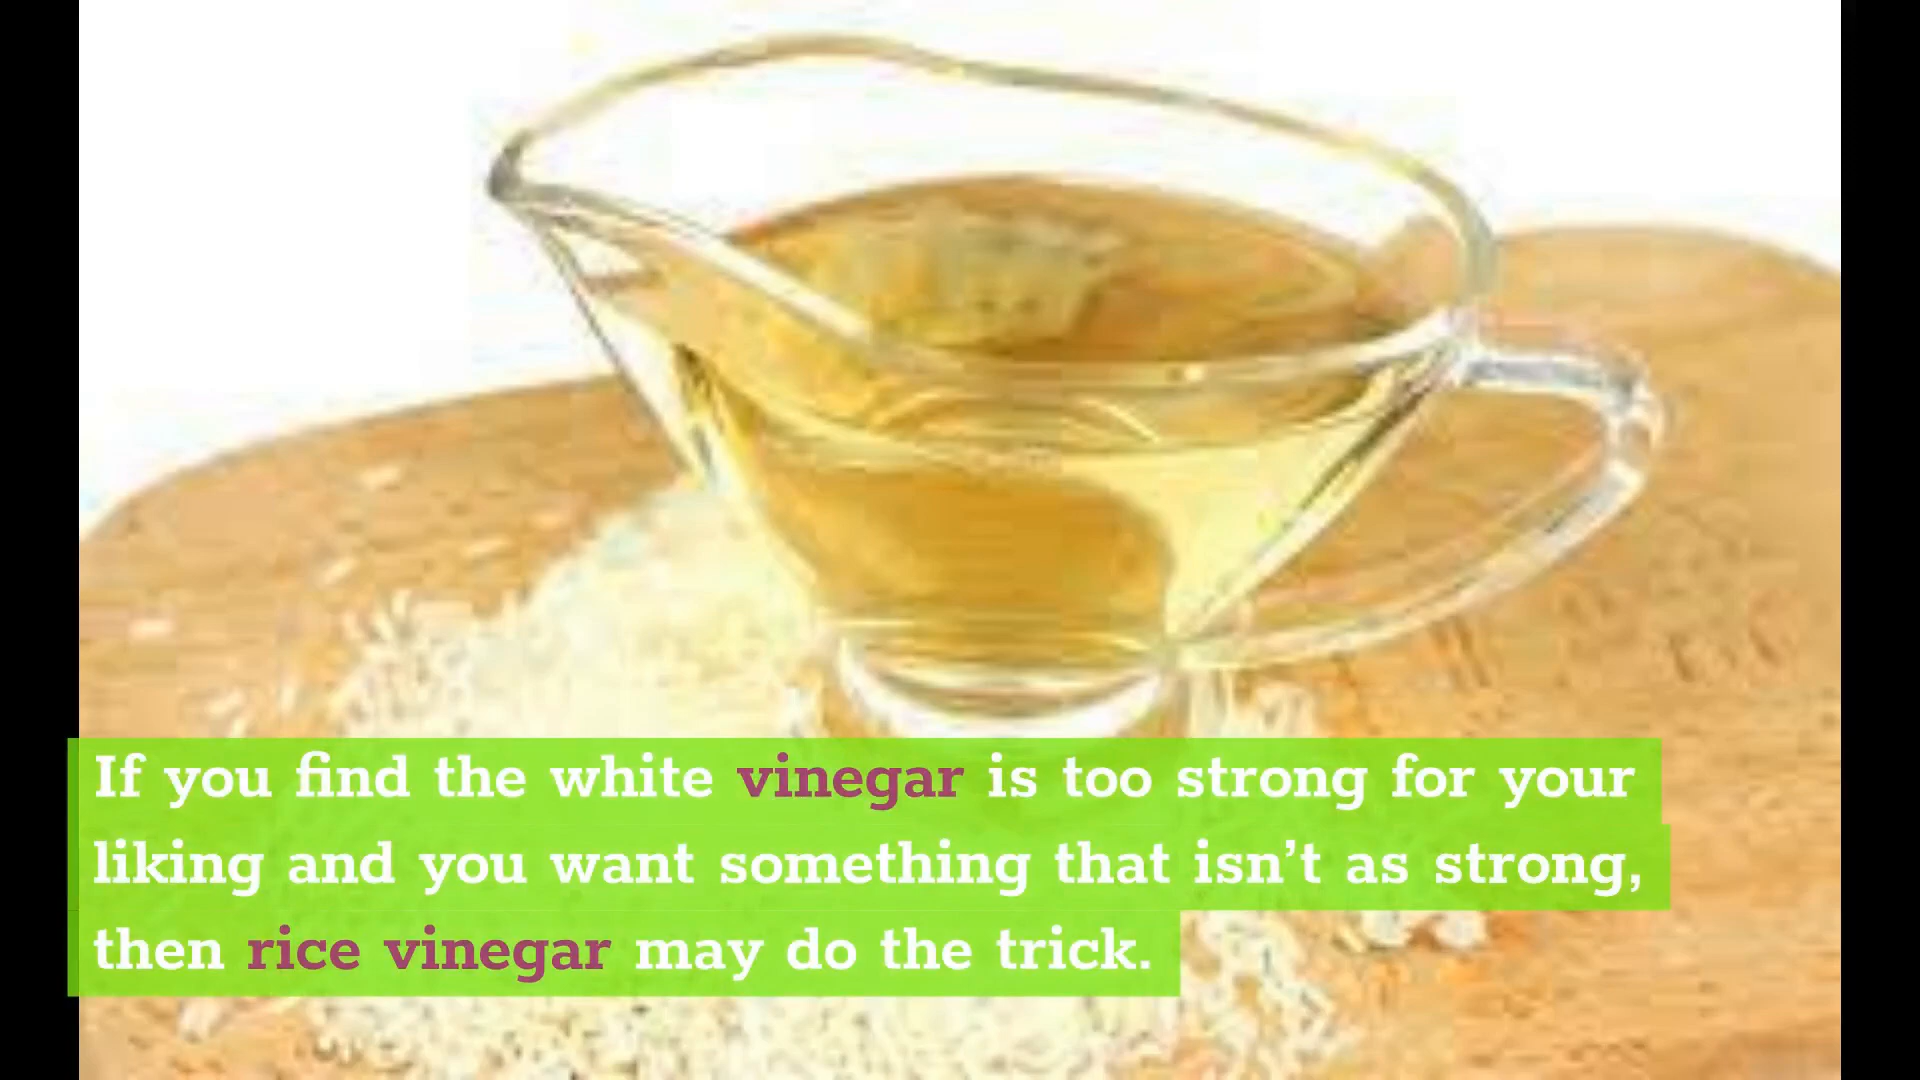 If you find the white vinegar is too strong for your
liking and you want something that isn’t as strong,
then rice vinegar may do the trick.